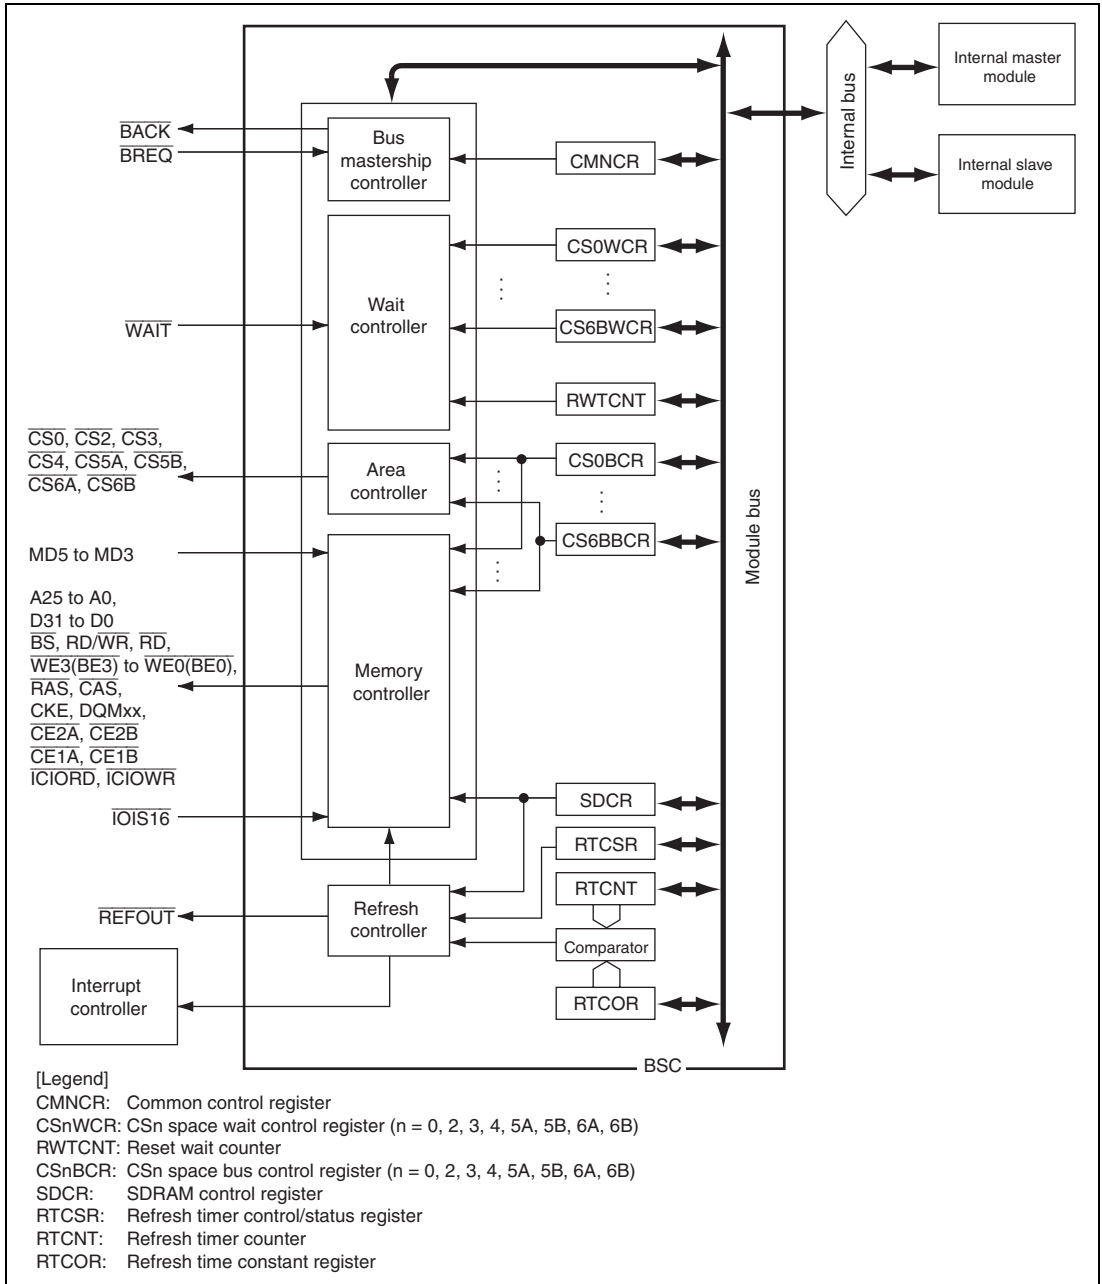 BACK
BREQ
Bus
mastership
controller
CMNCR
Internal bus
Internal master
module
Internal slave
module
WAIT
Wait
controller
CS0WCR
CS6BWCR
RWTCNT
CS0, CS2, CS3,
CS4, CS5A, CS5B,
CS6A, CS6B
Area
controller
CS0BCR
CS6BBCR
Module bus
MD5 to MD3
A25 to A0,
D31 to D0
BS, RD/WR, RD,
WE3(BE3) to WE0(BE0),
RAS, CAS,
CKE, DQMxx,
CE2A, CE2B
CE1A, CE1B
ICIORD, ICIOWR
IOIS16
Memory
controller
SDCR
RTCSR
RTCNT
Comparator
RTCOR
REFOUT
Refresh
controller
Interrupt
controller
BSC
[Legend]
CMNCR: Common control register
CSnWCR: CSn space wait control register (n = 0, 2, 3, 4, 5A, 5B, 6A, 6B)
RWTCNT: Reset wait counter
CSnBCR: CSn space bus control register (n = 0, 2, 3, 4, 5A, 5B, 6A, 6B)
SDCR: SDRAM control register
RTCSR: Refresh timer control/status register
RTCNT: Refresh timer counter
RTCOR: Refresh time constant register